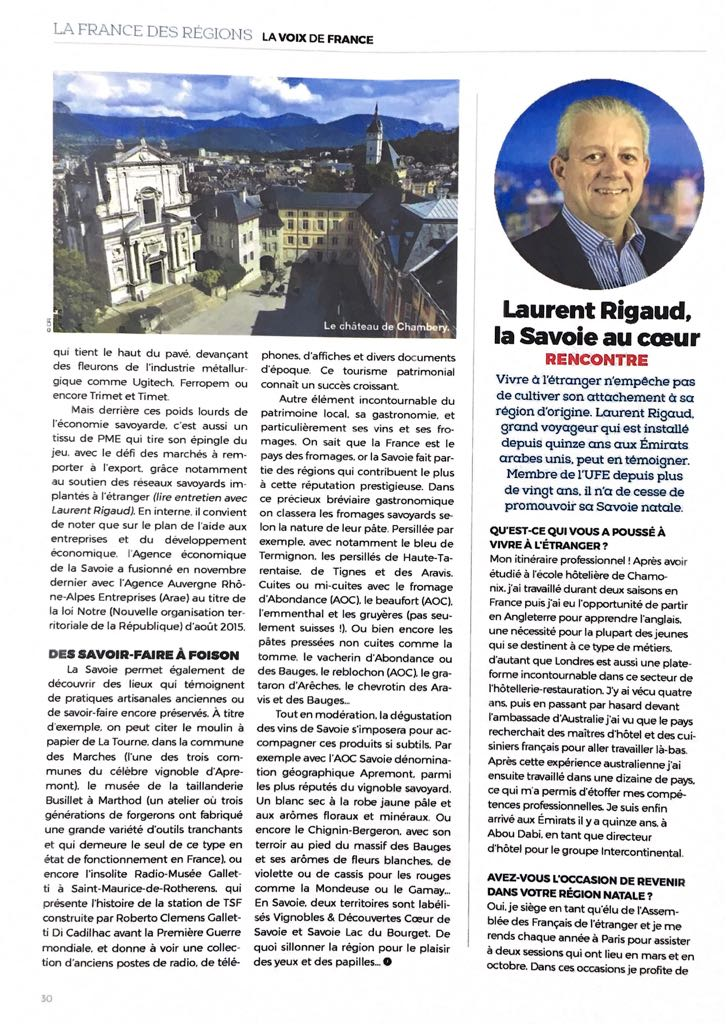 LA FRANCE DES RÉGIONS LA VOIX DE FRANCE
Le château de Chambery.
qui tient le haut du pavé, devançant
des fleurons de l'industrie métallur-
gique comme Ugitech, Ferropem ou
encore Trimet et Timet.
Mais derrière ces poids lourds de
l'économie savoyarde, c'est aussi un
tissu de PME qui tire son épingle du
jeu, avec le défi des marchés à rem-
porter à l'export, grâce notamment
au soutien des réseaux savoyards im-
plantés à l'étranger (lire entretien avec
Laurent Rigaud). En interne, il convient
de noter que sur le plan de l'aide aux
entreprises et du développement
économique, l'Agence économique
de la Savoie a fusionné en novembre
dernier avec l'Agence Auvergne Rhô-
ne-Alpes Entreprises (Arae) au titre de
la loi Notre (Nouvelle organisation ter-
ritoriale de la République) d'août 2015.
DES SAVOIR-FAIRE À FOISON
La Savoie permet également de
découvrir des lieux qui témoignent
de pratiques artisanales anciennes ou
de savoir-faire encore préservés. À titre
d'exemple, on peut citer le moulin à
papier de La Tourne, dans la commune
des Marches (l'une des trois com-
munes du célèbre vignoble d'Apre-
mont), le musée de la taillanderie
Busillet à Marthod (un atelier où trois
générations de forgerons ont fabriqué
une grande variété d'outils tranchants
et qui demeure le seul de ce type en
état de fonctionnement en France), ou
encore l'insolite Radio-Musée Gallet-
ti à Saint-Maurice-de-Rotherens, qui
présente l'histoire de la station de TSF
construite par Roberto Clemens Gallet-
ti Di Cadilhac avant la Première Guerre
mondiale, et donne à voir une collec-
tion d'anciens postes de radio, de télé-
phones, d'affiches et divers documents
d'époque. Ce tourisme patrimonial
connaît un succès croissant.
Autre élément incontournable du
patrimoine local, sa gastronomie, et
particulièrement ses vins et ses fro-
mages. On sait que la France est le
pays des fromages, or la Savoie fait par-
tie des régions qui contribuent le plus
à cette réputation prestigieuse. Dans
ce précieux bréviaire gastronomique
on classera les fromages savoyards se-
lon la nature de leur pâte. Persillée par
exemple, avec notamment le bleu de
Termignon, les persillés de Haute-Ta-
rentaise, de Tignes et des Aravis.
Cuites ou mi-cuites avec le fromage
d'Abondance (AOC), le beaufort (AOC),
l'emmenthal et les gruyères (pas seu-
lement suisses !). Ou bien encore les
pâtes pressées non cuites comme la
tomme, le vacherin d'Abondance ou
des Bauges, le reblochon (AOC), le gra-
taron d'Arêches, le chevrotin des Ara-
vis et des Bauges...
Tout en modération, la dégustation
des vins de Savoie s'imposera pour ac-
compagner ces produits si subtils. Par
exemple avec l'AOC Savoie dénomina-
tion géographique Apremont, parmi
les plus réputés du vignoble savoyard.
Un blanc sec à la robe jaune pâle et
aux arômes floraux et minéraux. Ou
encore le Chignin-Bergeron, avec son
terroir au pied du massif des Bauges
et ses arômes de fleurs blanches, de
violette ou de cassis pour les rouges
comme la Mondeuse ou le Gamay...
En Savoie, deux territoires sont labéli-
sés Vignobles & Découvertes Cœur de
Savoie et Savoie Lac du Bourget. De
quoi sillonner la région pour le plaisir
des yeux et des papilles...
Laurent Rigaud,
la Savoie au cœur
RENCONTRE
Vivre à l'étranger n'empêche pas
de cultiver son attachement à sa
région d'origine. Laurent Rigaud,
grand voyageur qui est installé
depuis quinze ans aux Émirats
arabes unis, peut en témoigner.
Membre de l'UFE depuis plus
de vingt ans, il n'a de cesse de
promouvoir sa Savoie natale.
QU'EST-CE QUI VOUS A POUSSÉ À
VIVRE À L'ÉTRANGER ?
Mon itinéraire professionnel ! Après avoir
étudié à l'école hôtelière de Chamo-
nix, j'ai travaillé durant deux saisons en
France puis j'ai eu l'opportunité de partir
en Angleterre pour apprendre l'anglais,
une nécessité pour la plupart des jeunes
qui se destinent à ce type de métiers,
d'autant que Londres est aussi une plate-
forme incontournable dans ce secteur de
l'hôtellerie-restauration. J'y ai vécu quatre
ans, puis en passant par hasard devant
l'ambassade d'Australie j'ai vu que le pays
recherchait des maîtres d'hôtel et des cui-
siniers français pour aller travailler là-bas.
Après cette expérience australienne j'ai
ensuite travaillé dans une dizaine de pays,
ce qui m'a permis d'étoffer mes compé-
tences professionnelles. Je suis enfin
arrivé aux Émirats il y a quinze ans, à
Abou Dabi, en tant que directeur
d'hôtel pour le groupe Intercontinental.
AVEZ-VOUS L'OCCASION DE REVENIR
DANS VOTRE RÉGION NATALE ?
Oui, je siège en tant qu'élu de l'Assem-
blée des Français de l'étranger et je me
rends chaque année à Paris pour assister
à deux sessions qui ont lieu en mars et en
octobre. Dans ces occasions je profite de
30